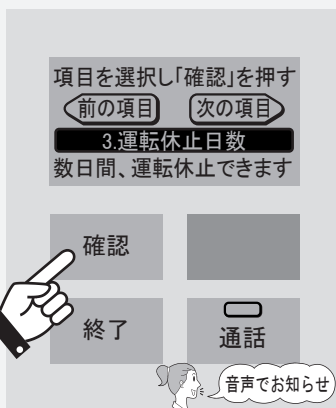 項目を選択し「確認」を押す
前の項目 次の項目
3.運転休止日数
数日間、運転休止できます
確認
終了 通話
音声でお知らせ